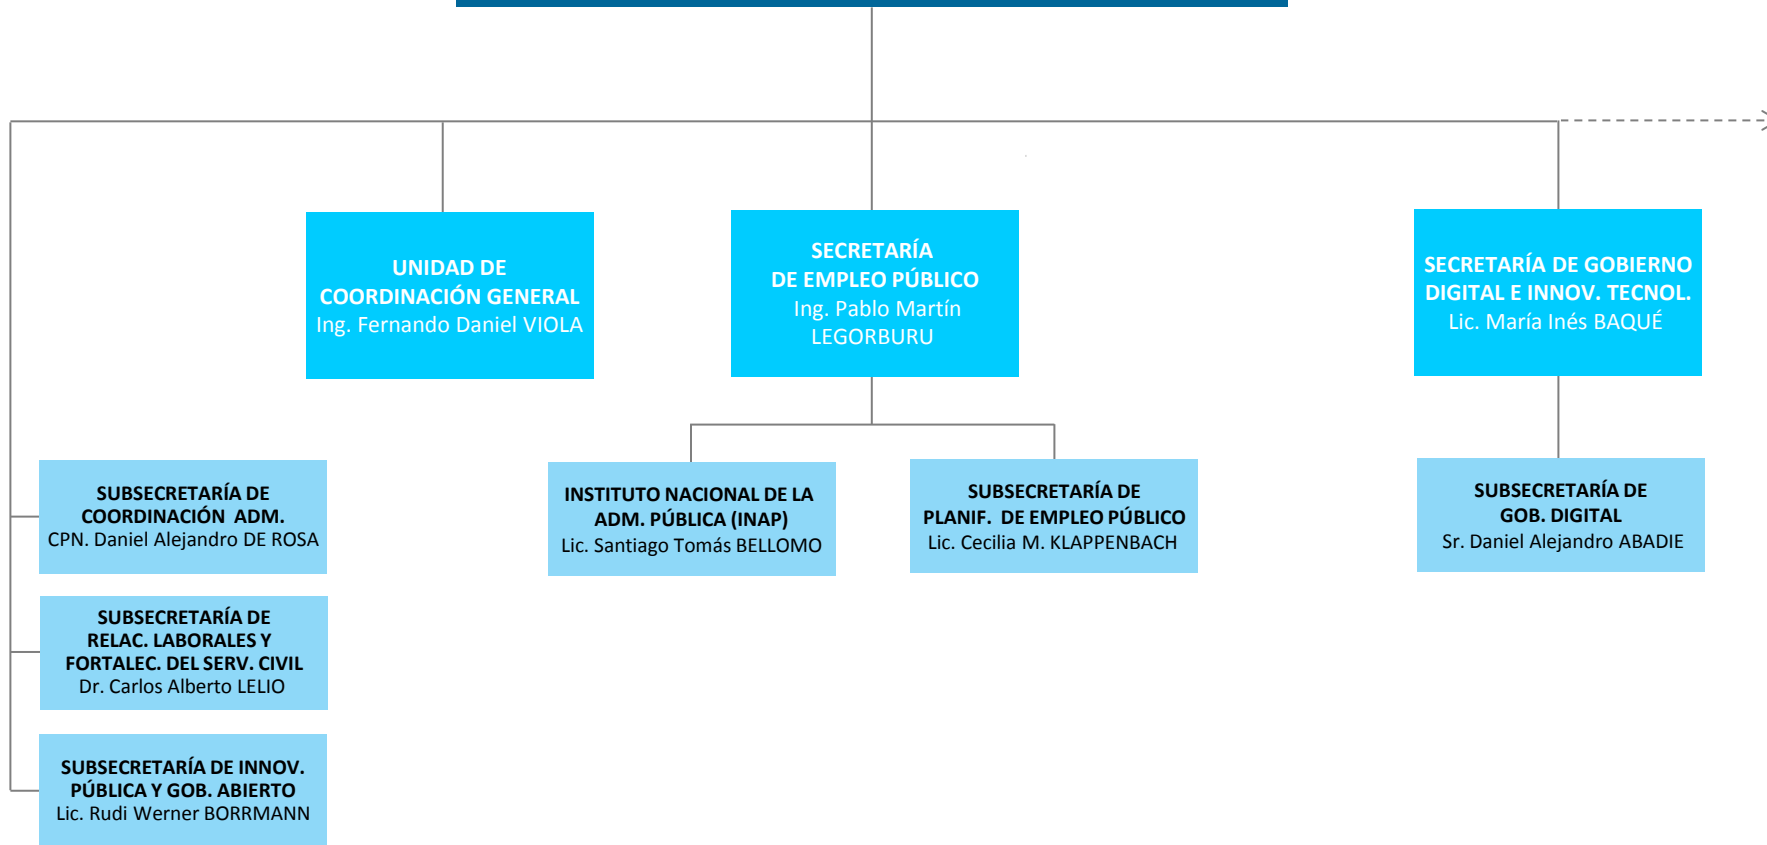 UNIDAD DE
COORDINACIÓN GENERAL
Ing. Fernando Daniel VIOLA
SECRETARÍA
DE EMPLEO PÚBLICO
Ing. Pablo Martín
LEGORBURU
SECRETARÍA DE GOBIERNO
DIGITAL E INNOV. TECNOL.
Lic. María Inés BAQUÉ
SUBSECRETARÍA DE
COORDINACIÓN ADM.
CPN. Daniel Alejandro DE ROSA
INSTITUTO NACIONAL DE LA
ADM. PÚBLICA (INAP)
Lic. Santiago Tomás BELLOMO
SUBSECRETARÍA DE
PLANIF. DE EMPLEO PÚBLICO
Lic. Cecilia M. KLAPPENBACH
SUBSECRETARÍA DE
GOB. DIGITAL
Sr. Daniel Alejandro ABADIE
SUBSECRETARÍA DE
RELAC. LABORALES Y
FORTALEC. DEL SERV. CIVIL
Dr. Carlos Alberto LELIO
SUBSECRETARÍA DE INNOV.
PÚBLICA Y GOB. ABIERTO
Lic. Rudi Werner BORRMANN